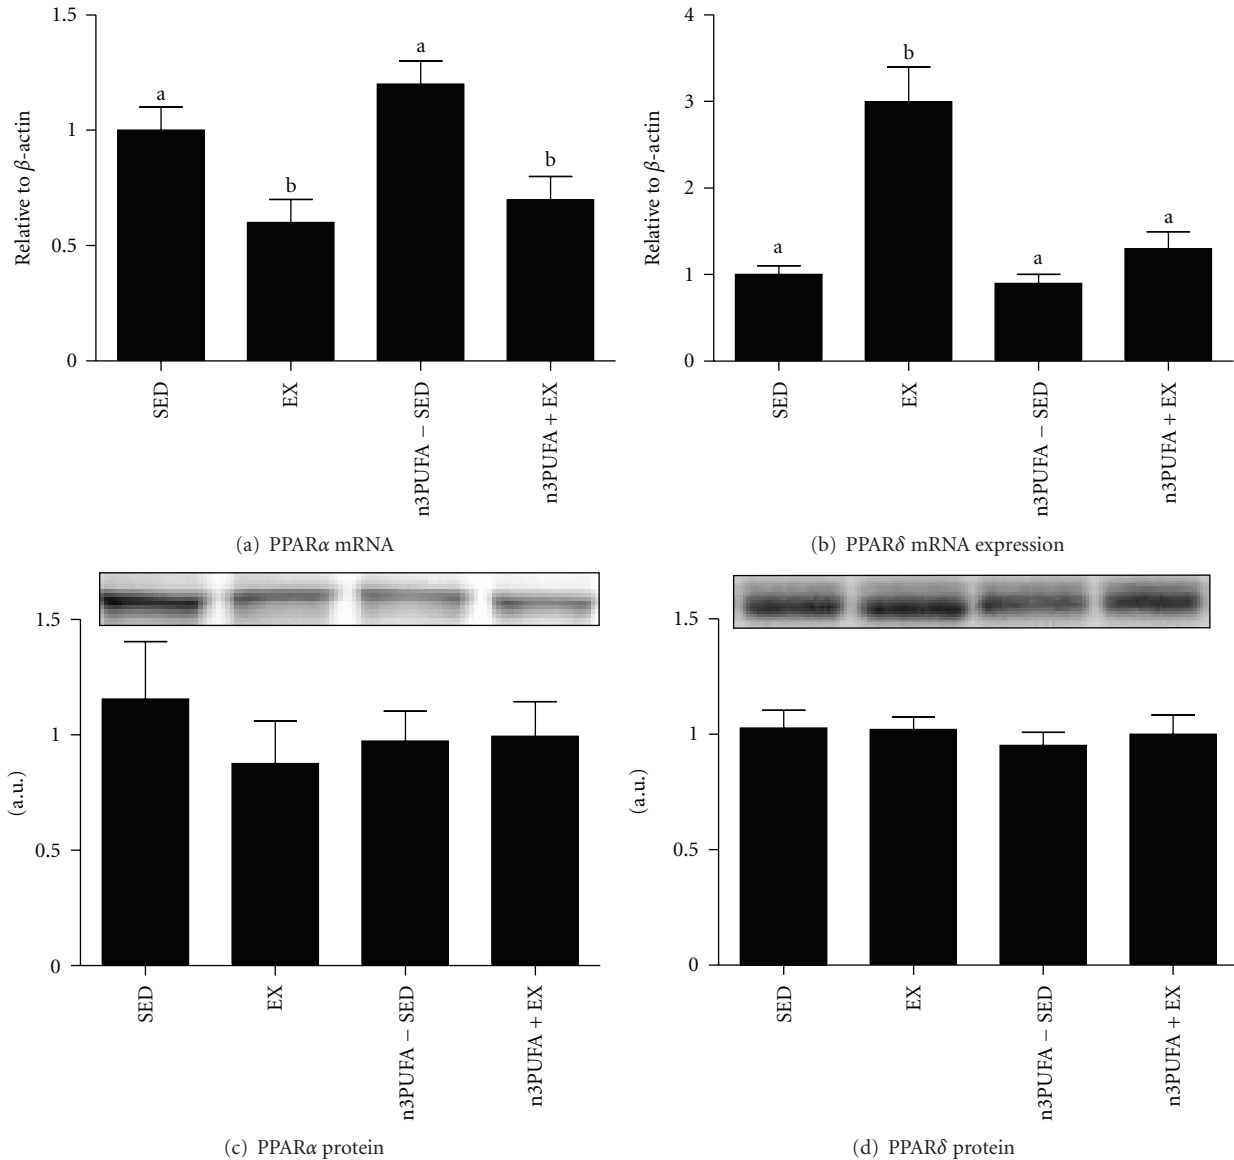 1.5
1
0.5
0
Relative to β-actin
a
b
a
b
SED
EX
n3PUFA − SED
n3PUFA + EX
(a) PPARα mRNA
4
3
2
1
0
Relative to β-actin
a
b
a
a
SED
EX
n3PUFA − SED
n3PUFA + EX
(b) PPARδ mRNA expression
1.5
1
0.5
0
(a.u.)
SED
EX
n3PUFA − SED
n3PUFA + EX
(c) PPARα protein
1.5
1
0.5
0
(a.u.)
SED
EX
n3PUFA − SED
n3PUFA + EX
(d) PPARδ protein